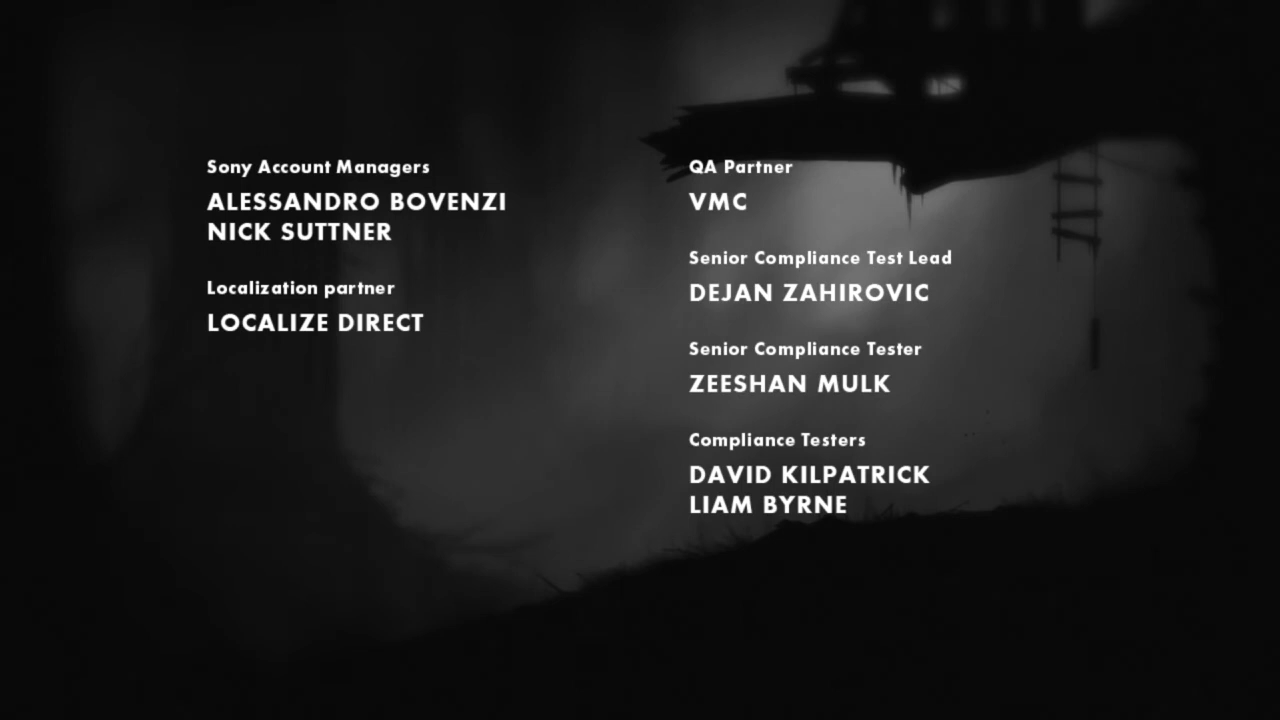 Sony Account Managers
ALESSANDRO BOVENZI
NICK SUTTNER
Localization partner
LOCALIZE DIRECT
QA Partner
VMC
Senior Compliance Test Lead
DEJAN ZAHIROVIC
Senior Compliance Tester
ZEESHAN MULK
Compliance Testers
DAVID KILPATRICK
LIAM BYRNE